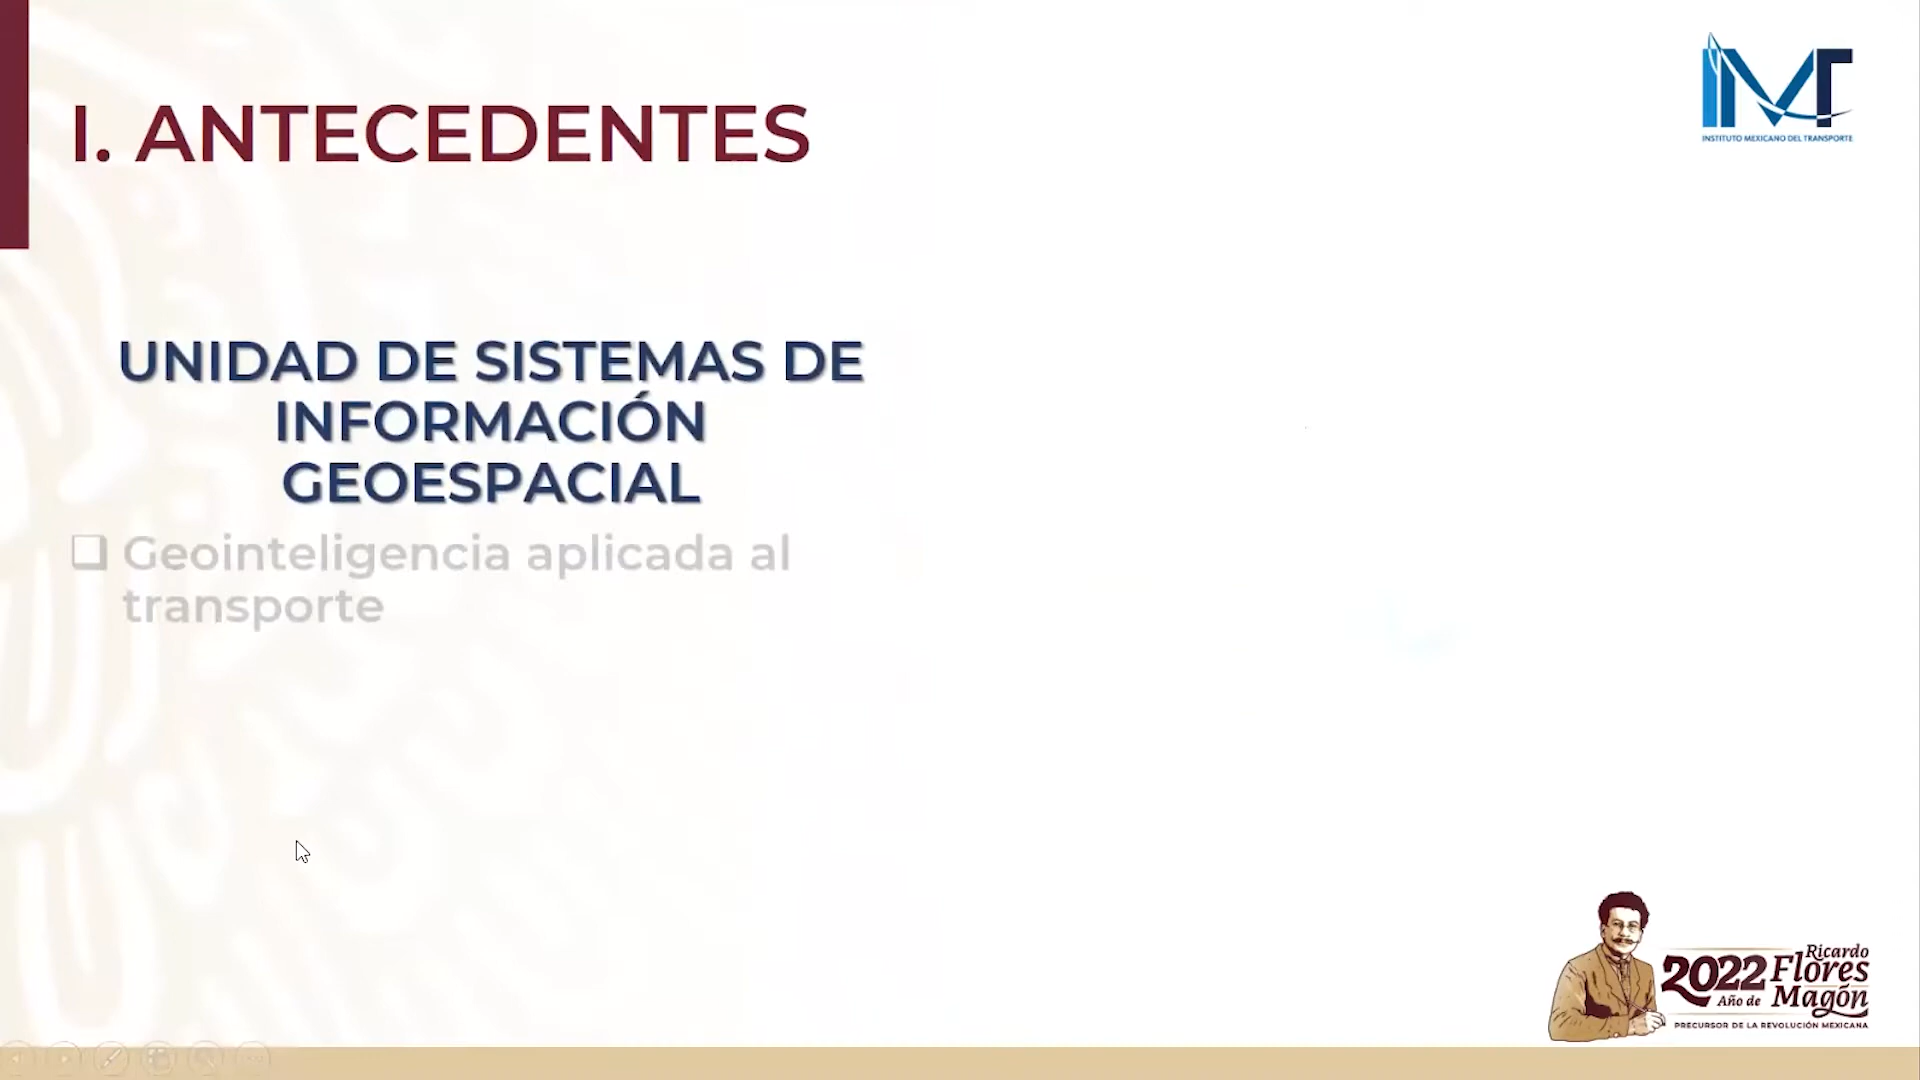 I. ANTECEDENTES
INSTITUTO MEXICANO DEL TRANSPORTE
UNIDAD DE SISTEMAS DE
INFORMACIÓN
GEOESPACIAL
Geointeligencia aplicada al
transporte
2022 Ricardo
Flores
Año de Magón
PRECURSOR DE LA REVOLUCIÓN MEXICANA